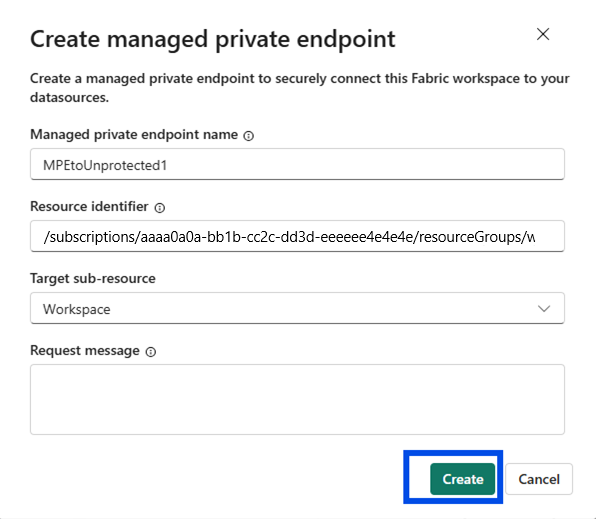 Create managed private endpoint
Create a managed private endpoint to securely connect this Fabric workspace to your
datasources.
Managed private endpoint name
MPEtoUnprotected1
Resource identifier
/subscriptions/aaaa0a0a-bb1b-cc2c-dd3d-eeeeee4e4e4e/resourceGroups/w
Target sub-resource
Workspace
Request message
Create Cancel